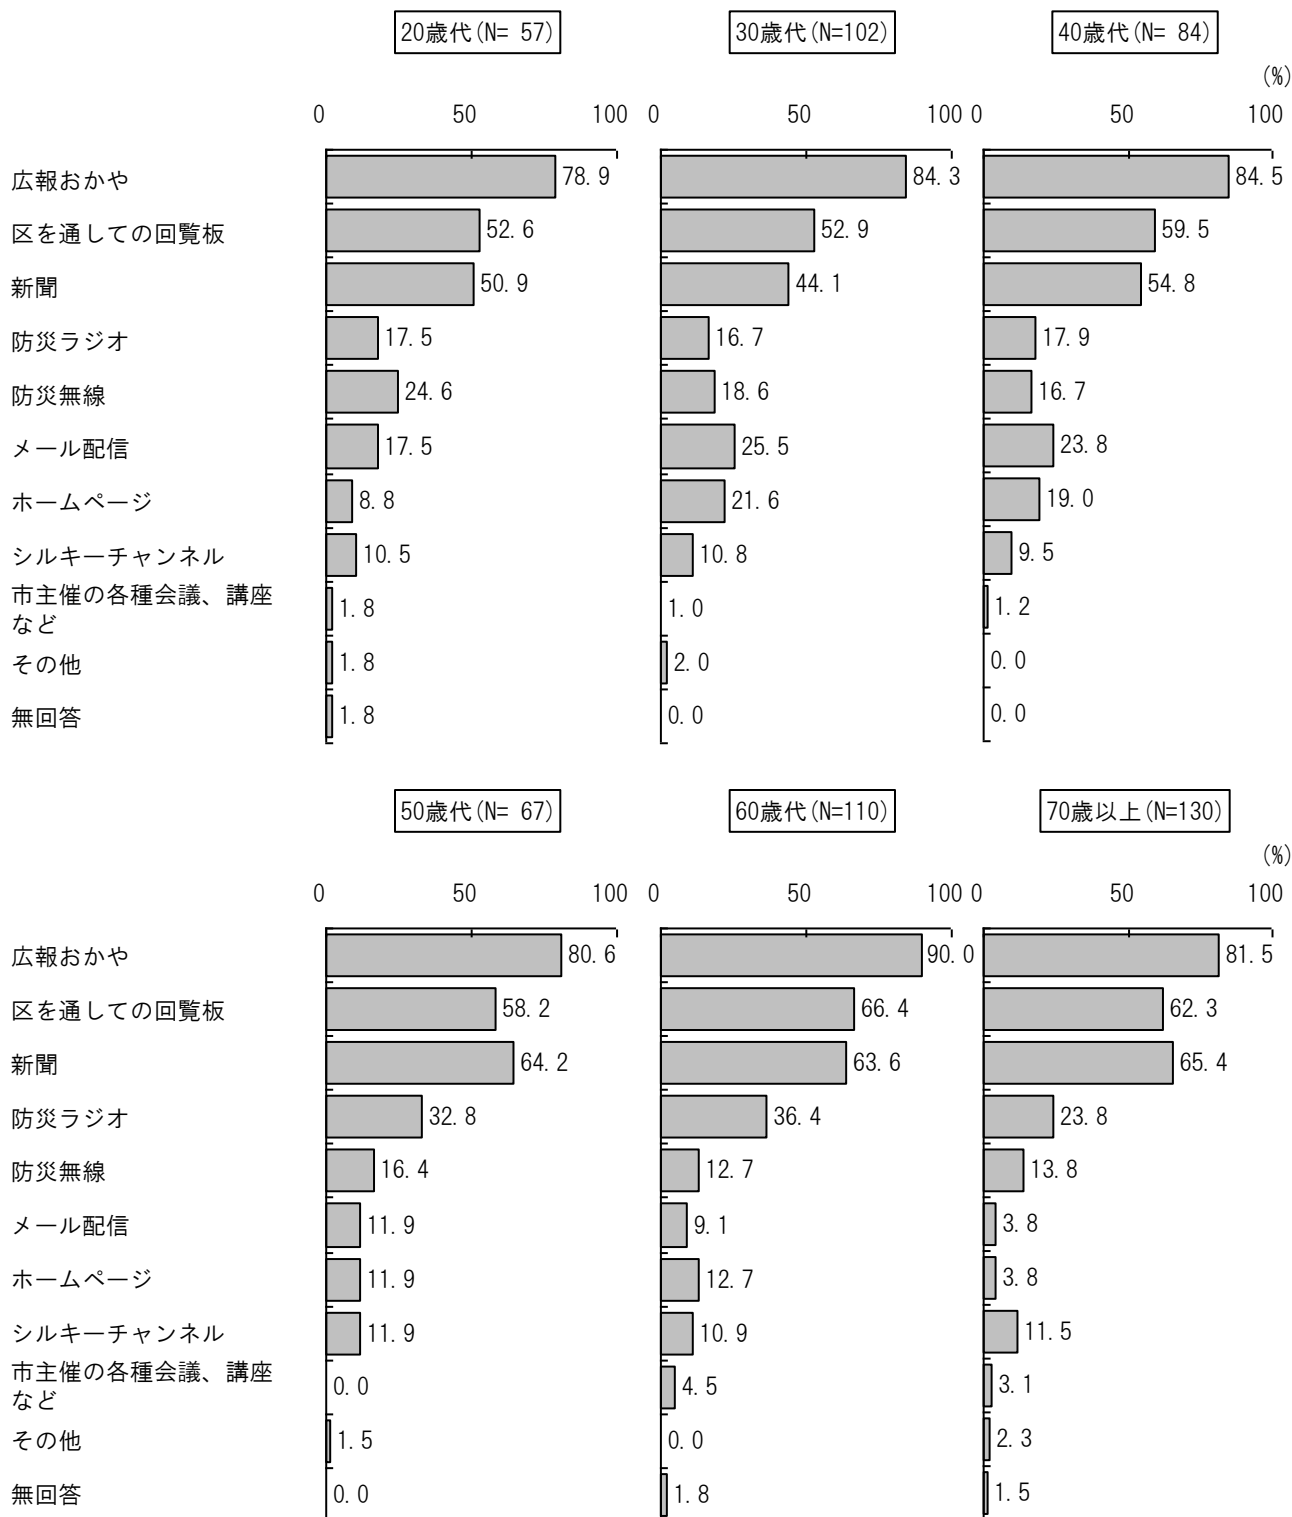 20歳代(N= 57) 30歳代(N=102) 40歳代(N= 84)
(%)
0 50 100 0 50 100 0 50 100
広報おかや 78.9 84.3 84.5
区を通しての回覧板 52.6 52.9 59.5
新聞 50.9 44.1 54.8
防災ラジオ 17.5 16.7 17.9
防災無線 24.6 18.6 16.7
メール配信 17.5 25.5 23.8
ホームページ 8.8 21.6 19.0
シルキーチャンネル 10.5 10.8 9.5
市主催の各種会議、講座
など 1.8 1.0 1.2
その他 1.8 2.0 0.0
無回答 1.8 0.0 0.0
50歳代(N= 67) 60歳代(N=110) 70歳以上(N=130)
(%)
0 50 100 0 50 100 0 50 100
広報おかや 80.6 90.0 81.5
区を通しての回覧板 58.2 66.4 62.3
新聞 64.2 63.6 65.4
防災ラジオ 32.8 36.4 23.8
防災無線 16.4 12.7 13.8
メール配信 11.9 9.1 3.8
ホームページ 11.9 12.7 3.8
シルキーチャンネル 11.9 10.9 11.5
市主催の各種会議、講座
など 0.0 4.5 3.1
その他 1.5 0.0 2.3
無回答 0.0 1.8 1.5